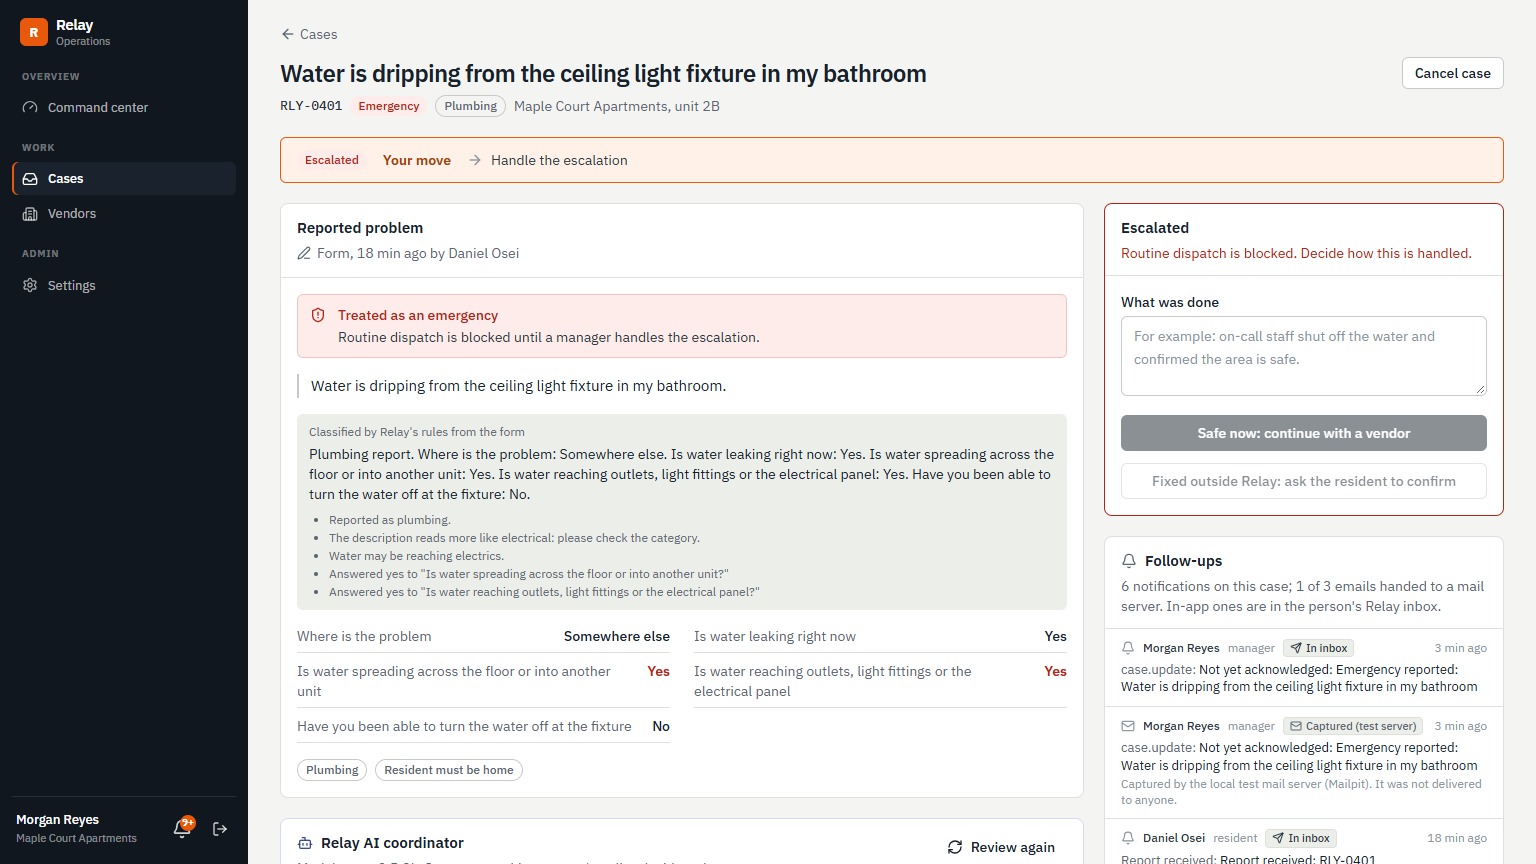 R
Relay
Operations
OVERVIEW
Command center
WORK
Cases
Vendors
ADMIN
Settings
Morgan Reyes
Maple Court Apartments
9+
Cases
Water is dripping from the ceiling light fixture in my bathroom
Cancel case
RLY-0401 Emergency Plumbing Maple Court Apartments, unit 2B
Escalated Your move Handle the escalation
Reported problem
Form, 18 min ago by Daniel Osei
Treated as an emergency
Routine dispatch is blocked until a manager handles the escalation.
Water is dripping from the ceiling light fixture in my bathroom.
Classified by Relay's rules from the form
Plumbing report. Where is the problem: Somewhere else. Is water leaking right now: Yes. Is water spreading across the
floor or into another unit: Yes. Is water reaching outlets, light fittings or the electrical panel: Yes. Have you been able to
turn the water off at the fixture: No.
Reported as plumbing.
The description reads more like electrical: please check the category.
Water may be reaching electrics.
Answered yes to "Is water spreading across the floor or into another unit?"
Answered yes to "Is water reaching outlets, light fittings or the electrical panel?"
Where is the problem Somewhere else
Is water leaking right now Yes
Is water spreading across the floor or into another Yes
unit
Is water reaching outlets, light fittings or the Yes
electrical panel
Have you been able to turn the water off at the fixture No
Plumbing Resident must be home
Relay AI coordinator
Review again
Escalated
Routine dispatch is blocked. Decide how this is handled.
What was done
For example: on-call staff shut off the water and
confirmed the area is safe.
Safe now: continue with a vendor
Fixed outside Relay: ask the resident to confirm
Follow-ups
6 notifications on this case; 1 of 3 emails handed to a mail
server. In-app ones are in the person's Relay inbox.
Morgan Reyes manager In inbox 3 min ago
case.update: Not yet acknowledged: Emergency reported:
Water is dripping from the ceiling light fixture in my bathroom
Morgan Reyes manager Captured (test server) 3 min ago
case.update: Not yet acknowledged: Emergency reported:
Water is dripping from the ceiling light fixture in my bathroom
Captured by the local test mail server (Mailpit). It was not delivered
to anyone.
Daniel Osei resident In inbox 18 min ago
Report received: Report received: RLY-0401